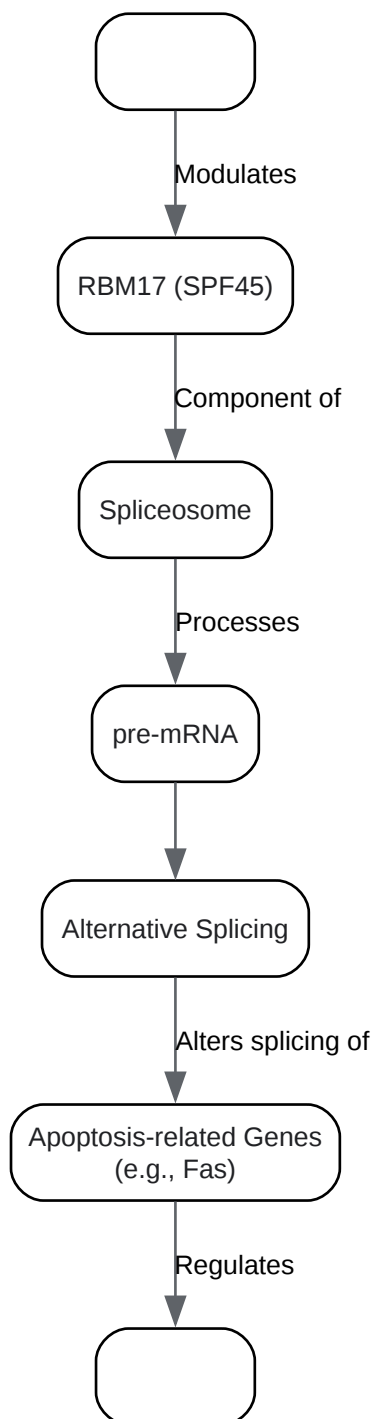 Modulates
RBM17 (SPF45)
Component of
Spliceosome
Processes
pre-mRNA
Alternative Splicing
Alters splicing of
Apoptosis-related Genes
(e.g., Fas)
Regulates